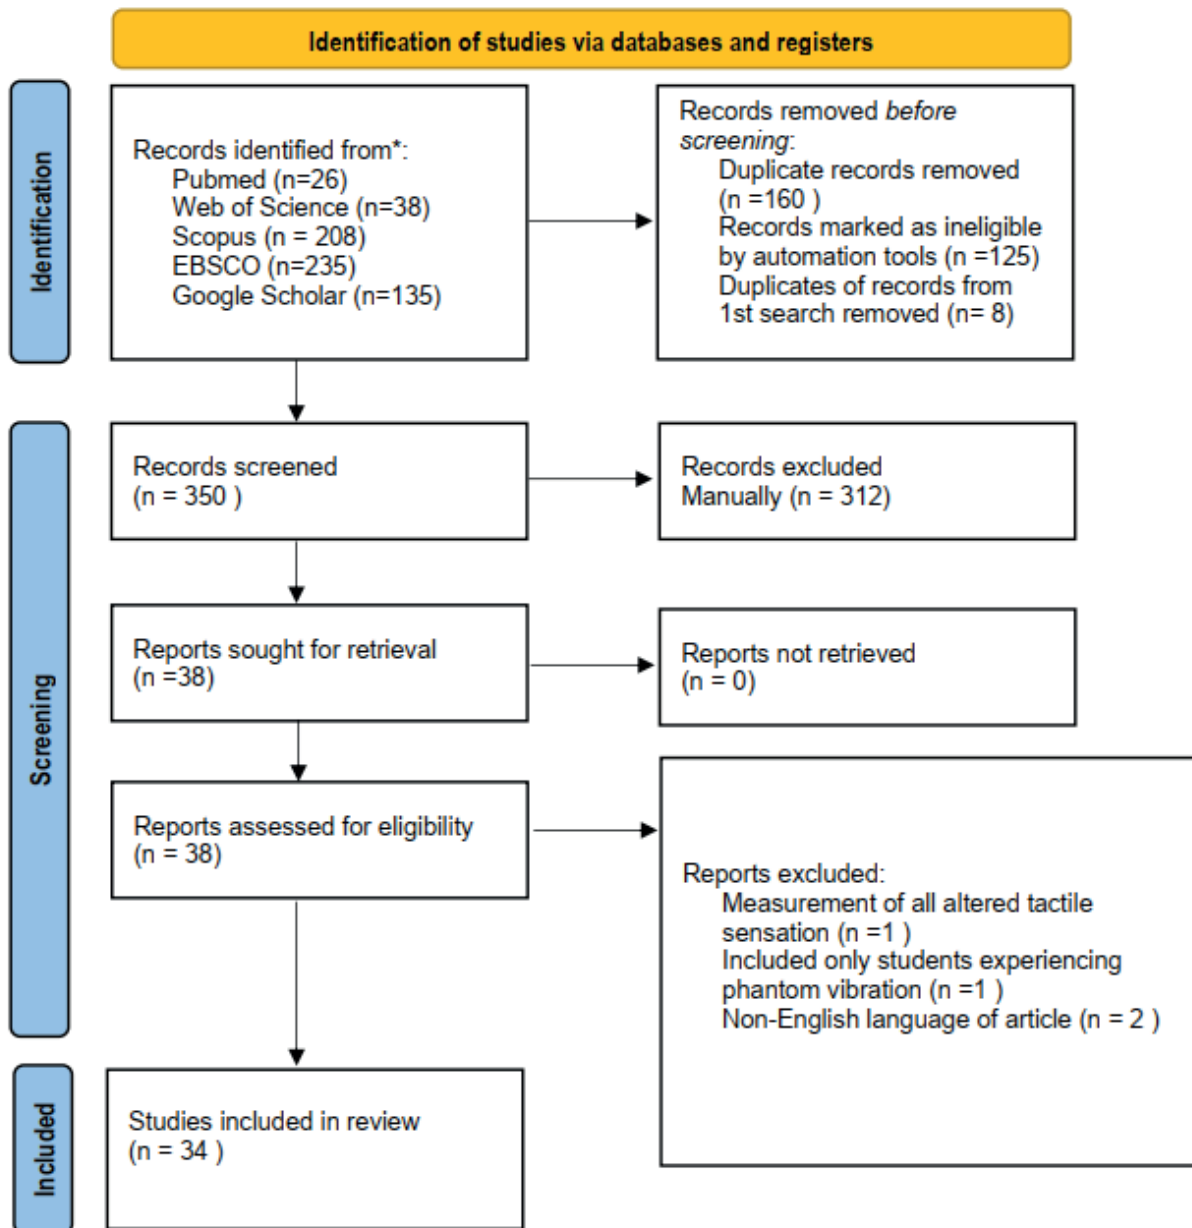 Identification of studies via databases and registers
Identification
Records identified from*:
Pubmed (n=26)
Web of Science (n=38)
Scopus (n = 208)
EBSCO (n=235)
Google Scholar (n=135)
Records removed before
screening:
Duplicate records removed
(n =160 )
Records marked as ineligible
by automation tools (n =125)
Duplicates of records from
1st search removed (n= 8)
Screening
Records screened
(n = 350 )
Records excluded
Manually (n = 312)
Reports sought for retrieval
(n =38)
Reports not retrieved
(n = 0)
Reports assessed for eligibility
(n = 38)
Reports excluded:
Measurement of all altered tactile
sensation (n =1 )
Included only students experiencing
phantom vibration (n =1 )
Non-English language of article (n = 2 )
Included
Studies included in review
(n = 34 )